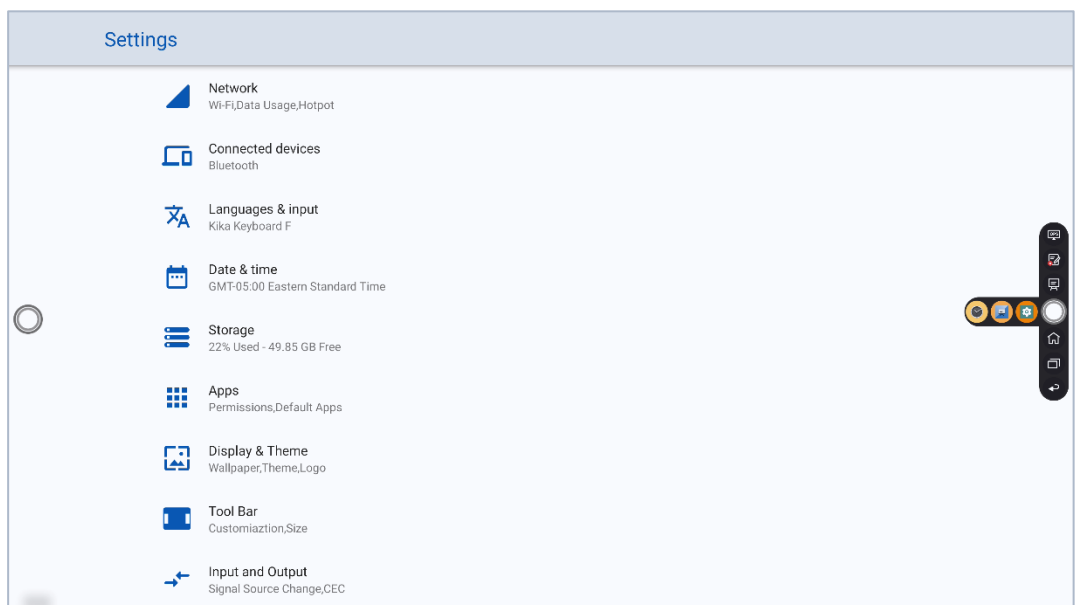 Settings
Network
Wi-Fi,Data Usage,Hotpot
Connected devices
Bluetooth
Languages & input
Kika Keyboard F
Date & time
GMT-05:00 Eastern Standard Time
Storage
22% Used - 49.85 GB Free
Apps
Permissions,Default Apps
Display & Theme
Wallpaper,Theme,Logo
Tool Bar
Customiaztion,Size
Input and Output
Signal Source Change,CEC
OPS